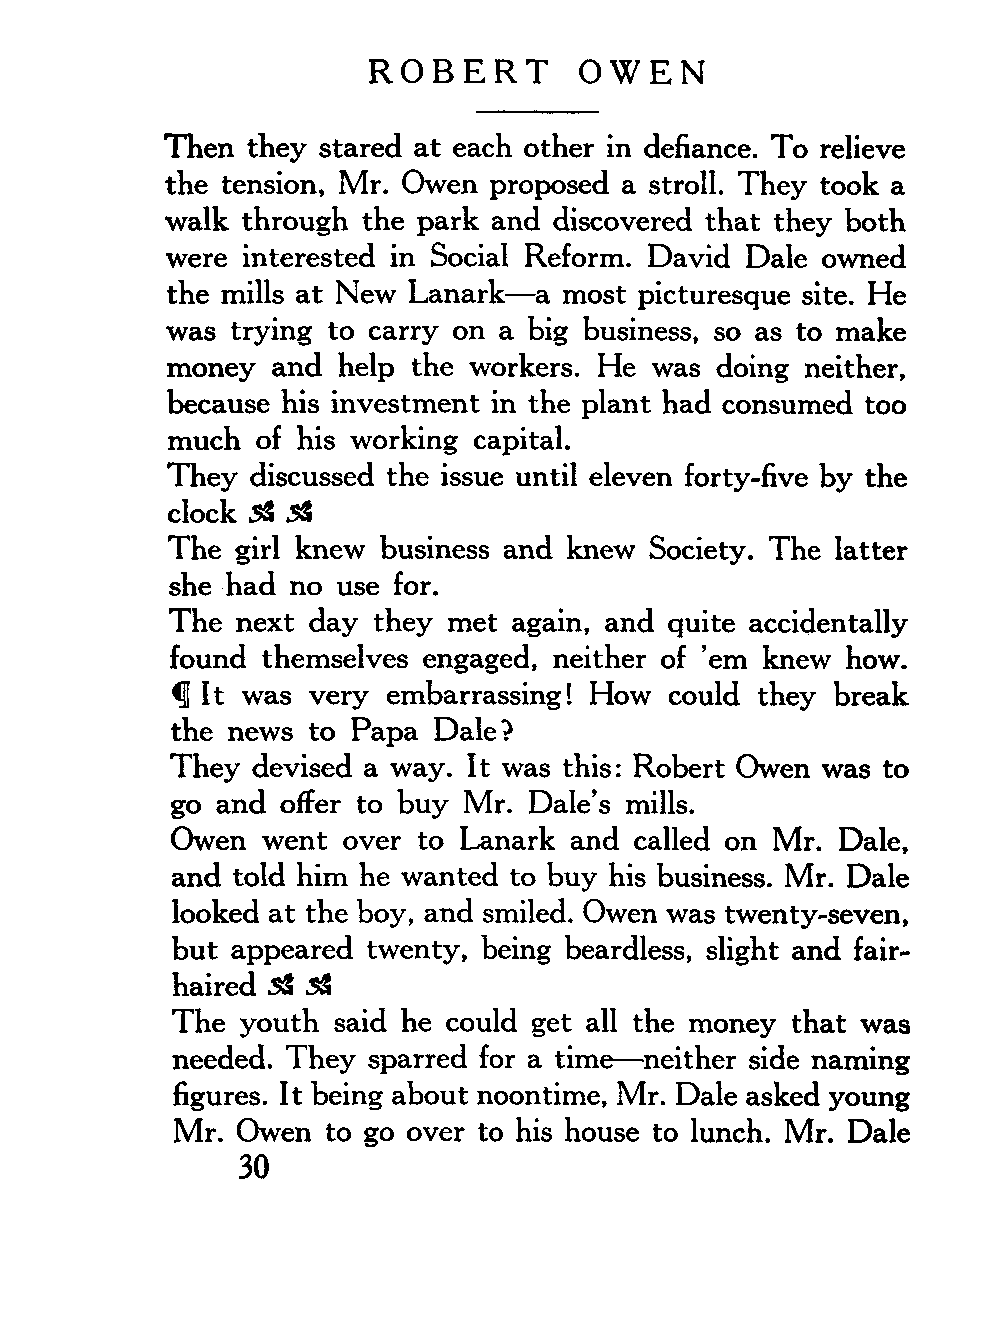 ROBERT OWEN
Then they stared at each other in defiance. To relieve
the tension, Mr. Owen proposed a stroll. They took a
walk through the park and discovered that they both
were interested in Social Reform. David Dale owned
the mills at New Lanark—a most picturesque site. He
was trying to carry on a big business, so as to make
money and help the workers. He was doing neither,
because his investment in the plant had consumed too
much of his working capital.
They discussed the issue until eleven forty-five by the
clock
The girl knew business and knew Society. The latter
she had no use for.
The next day they met again, and quite accidentally
found themselves engaged, neither of 'em knew how.
¶ It was very embarrassing! How could they break
the news to Papa Dale?
They devised a way. It was this: Robert Owen was to
go and offer to buy Mr. Dale's mills.
Owen went over to Lanark and called on Mr. Dale,
and told him he wanted to buy his business. Mr. Dale
looked at the boy, and smiled. Owen was twenty-seven,
but appeared twenty, being beardless, slight and fair-
haired
The youth said he could get all the money that was
needed. They sparred for a time—neither side naming
figures. It being about noontime, Mr. Dale asked young
Mr. Owen to go over to his house to lunch. Mr. Dale
30